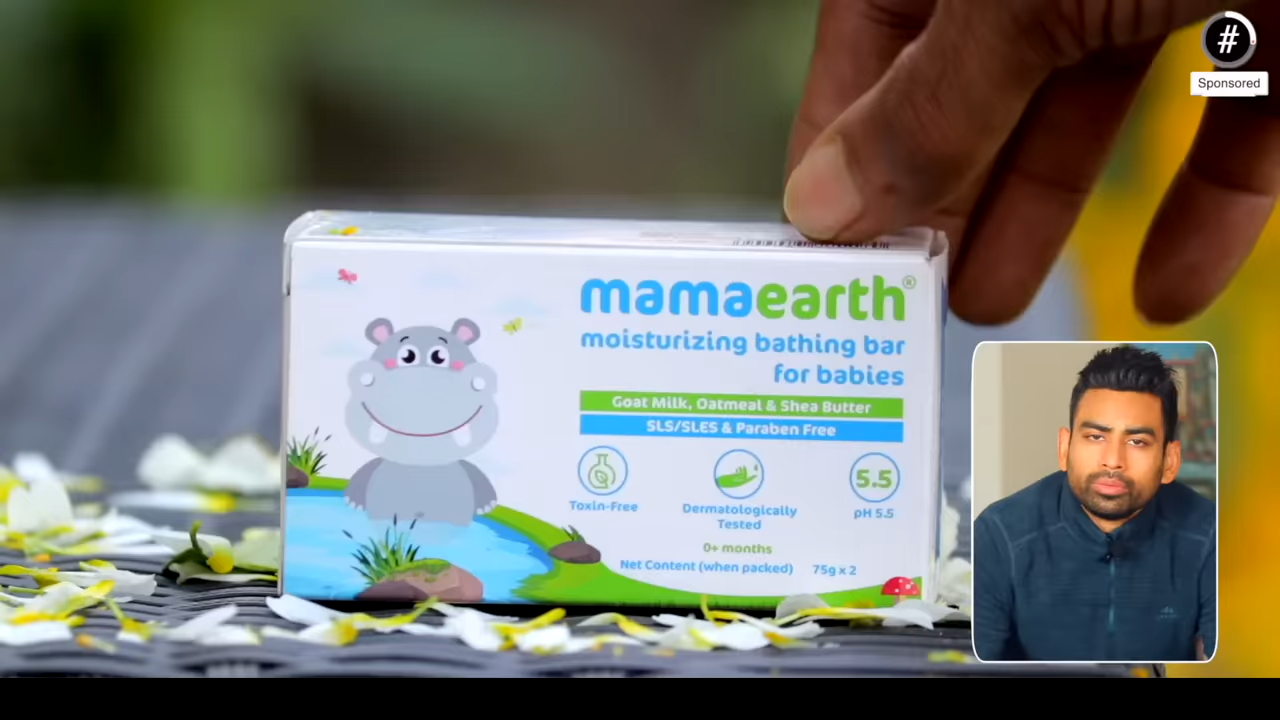 #
Sponsored
mamaearth®
moisturizing bathing bar
for babies
Goat Milk, Oatmeal & Shea Butter
SLS/SLES & Paraben Free
5.5
Toxin-Free
Dermatologically
Tested
pH 5.5
0+ months
Net Content (when packed) 75g x 2